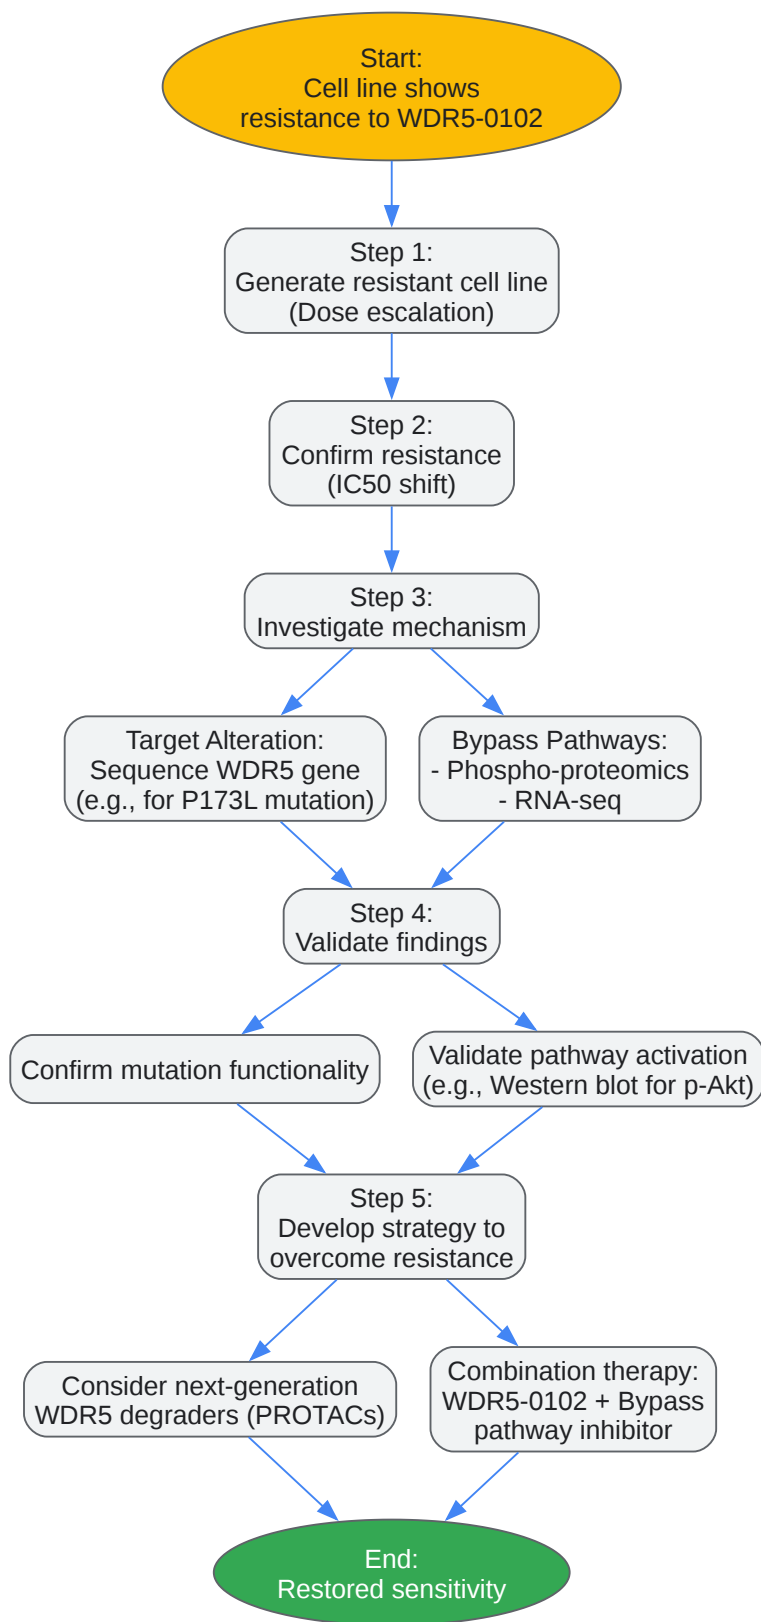 Start:
Cell line shows
resistance to WDR5-0102
Step 1:
Generate resistant cell line
(Dose escalation)
Step 2:
Confirm resistance
(IC50 shift)
Step 3:
Investigate mechanism
Target Alteration:
Sequence WDR5 gene
(e.g., for P173L mutation)
Bypass Pathways:
- Phospho-proteomics
- RNA-seq
Step 4:
Validate findings
Confirm mutation functionality
Validate pathway activation
(e.g., Western blot for p-Akt)
Step 5:
Develop strategy to
overcome resistance
Consider next-generation
WDR5 degraders (PROTACs)
Combination therapy:
WDR5-0102 + Bypass
pathway inhibitor
End:
Restored sensitivity